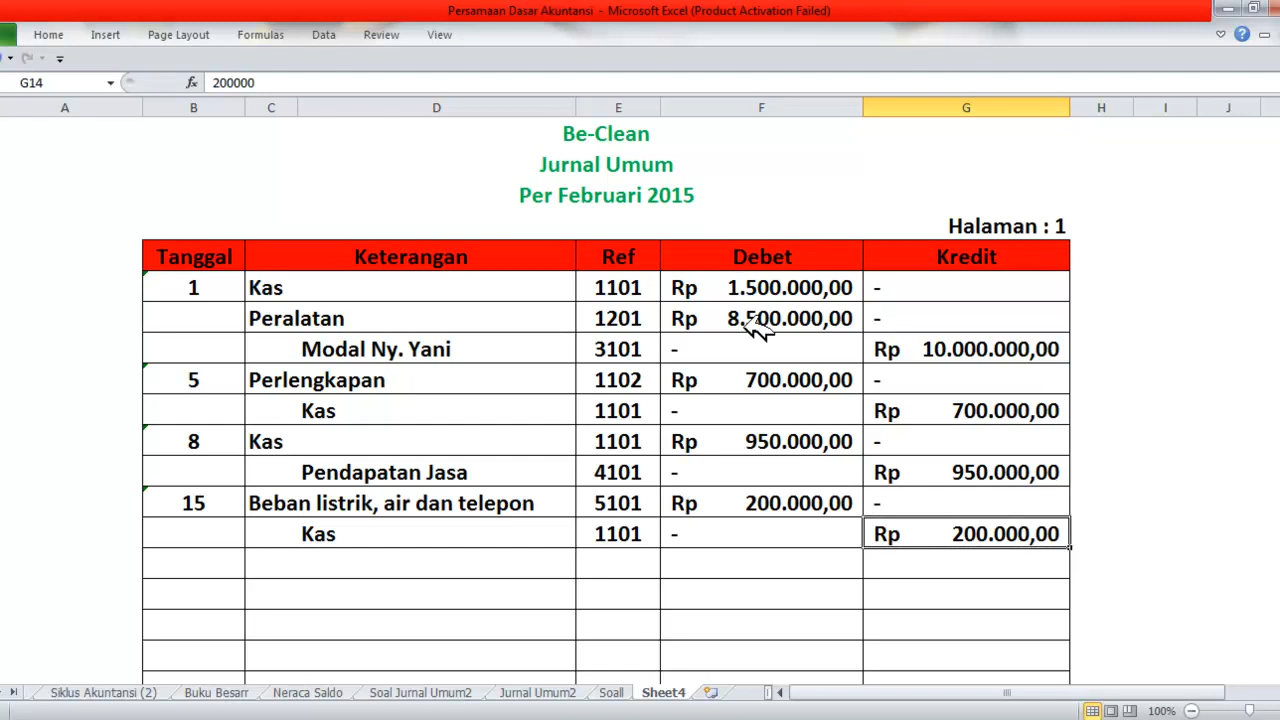 Persamaan Dasar Akuntansi - Microsoft Excel (Product Activation Failed)
Home Insert Page Layout Formulas Data Review View
G14 fx 200000
A B C D E F G H I J
Be-Clean
Jurnal Umum
Per Februari 2015
Halaman : 1
Tanggal Keterangan Ref Debet Kredit
1 Kas 1101 Rp 1.500.000,00 -
Peralatan 1201 Rp 8.500.000,00 -
Modal Ny. Yani 3101 - Rp 10.000.000,00
5 Perlengkapan 1102 Rp 700.000,00 -
Kas 1101 - Rp 700.000,00
8 Kas 1101 Rp 950.000,00 -
Pendapatan Jasa 4101 - Rp 950.000,00
15 Beban listrik, air dan telepon 5101 Rp 200.000,00 -
Kas 1101 - Rp 200.000,00
Siklus Akuntansi (2) Buku Besarr Neraca Saldo Soal Jurnal Umum2 Jurnal Umum2 Soall Sheet4
100%